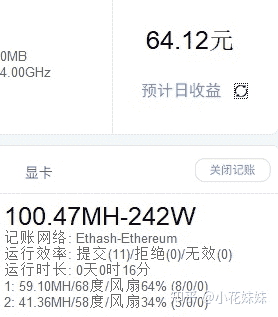 64.12元
0MB
4.00GHz
预计日收益
显卡
关闭记账
100.47MH-242W
记账网络: Ethash-Ethereum
运行效率: 提交(11)/拒绝(0)/无效(0)
运行时长: 0天0时16分
1: 59.10MH/68度/风扇64% (8/0/0)
2: 41.36MH/58度/风扇34% (3/0/0)
知乎 @小花妹妹